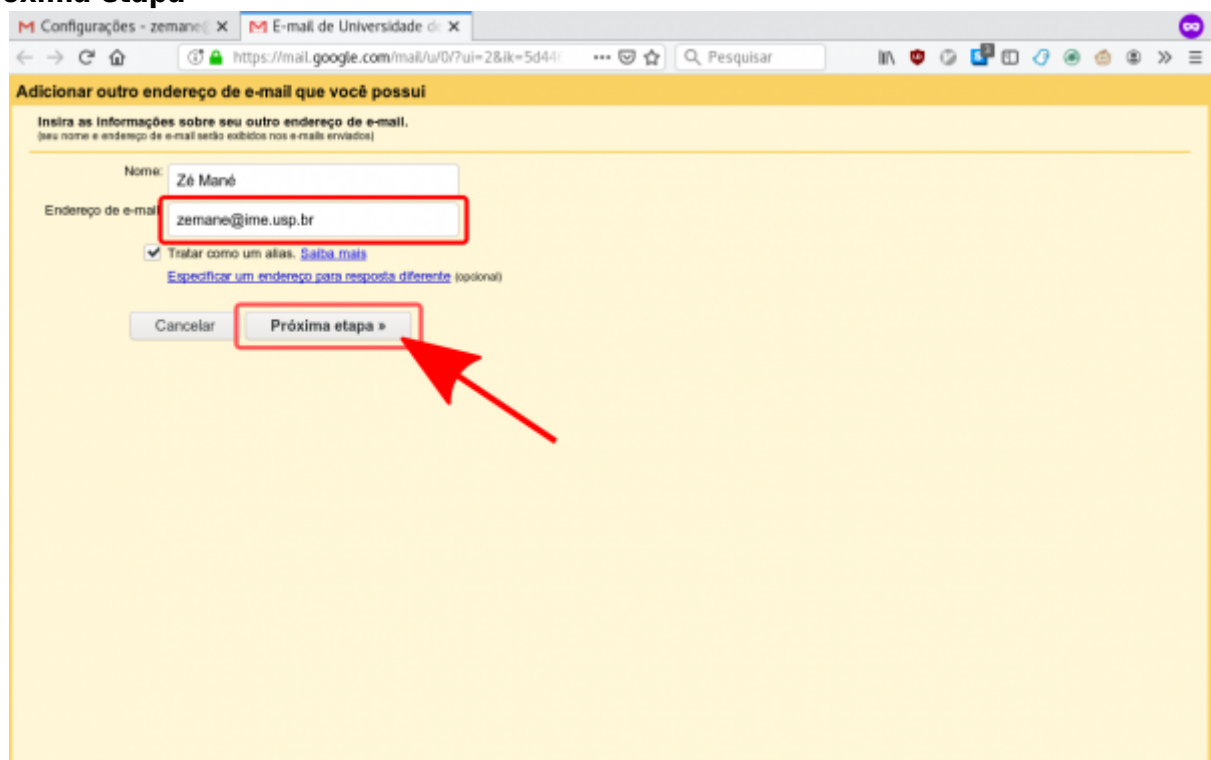 óxima Etapa
Configurações - zemane(
E-mail de Universidade d
https://mail.google.com/mail/u/0/?ui=2&ik=5d44
Pesquisar
Adicionar outro endereço de e-mail que você possui
Insira as informações sobre seu outro endereço de e-mail.
(seu nome e endereço de e-mail serão exibidos nos e-mails enviados)
Nome:
Zé Mané
Endereço de e-mail
zemane@ime.usp.br
Tratar como um alias. Saiba mais
Especificar um endereço para resposta diferente (opcional)
Cancelar
Próxima etapa »